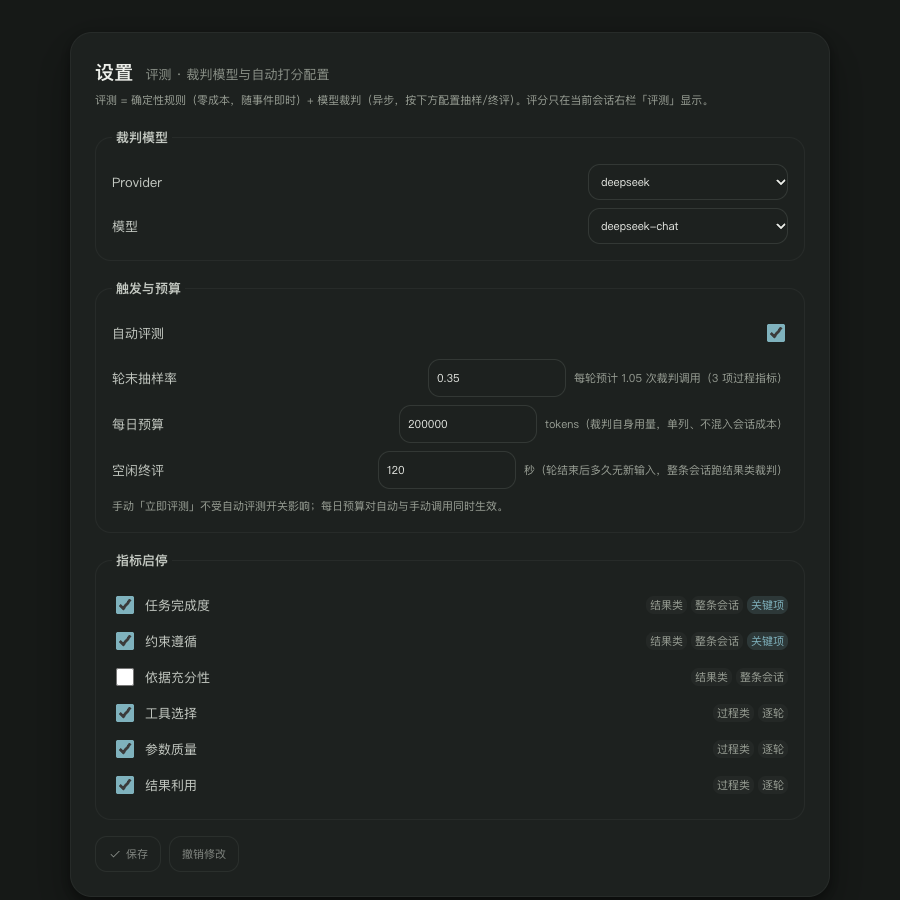 设置 评测 · 裁判模型与自动打分配置
评测 = 确定性规则（零成本，随事件即时）+ 模型裁判（异步，按下方配置抽样/终评）。评分只在当前会话右栏「评测」显示。
裁判模型
Provider deepseek
模型 deepseek-chat
触发与预算
自动评测
轮末抽样率 0.35 每轮预计 1.05 次裁判调用（3 项过程指标）
每日预算 200000 tokens（裁判自身用量，单列、不混入会话成本）
空闲终评 120 秒（轮结束后多久无新输入，整条会话跑结果类裁判）
手动「立即评测」不受自动评测开关影响；每日预算对自动与手动调用同时生效。
指标启停
任务完成度 结果类 整条会话 关键项
约束遵循 结果类 整条会话 关键项
依据充分性 结果类 整条会话
工具选择 过程类 逐轮
参数质量 过程类 逐轮
结果利用 过程类 逐轮
保存 撤销修改